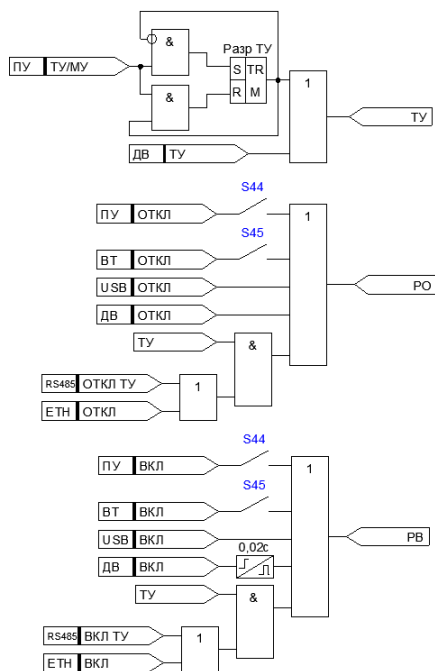 &
Разр ТУ
ПУ ТУ/МУ
S TR
1
&
R M
ТУ
ДВ ТУ
S44
ПУ ОТКЛ
1
S45
ВТ ОТКЛ
USB ОТКЛ
РО
ДВ ОТКЛ
ТУ
&
RS485 ОТКЛ ТУ
1
ETH ОТКЛ
S44
ПУ ВКЛ
1
S45
ВТ ВКЛ
USB ВКЛ
РВ
0,02с
ДВ ВКЛ
ТУ
&
RS485 ВКЛ ТУ
1
ETH ВКЛ